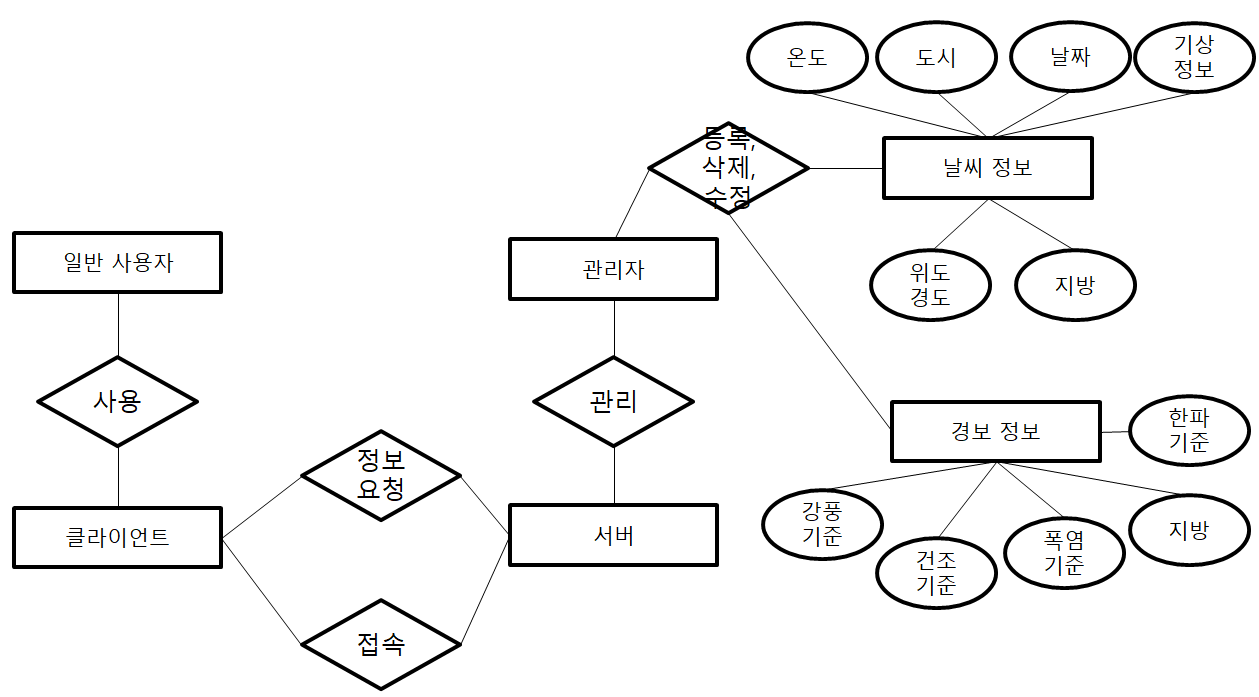 온도
도시
날짜
기상
정보
등록,
삭제,
수정
날씨 정보
일반 사용자
관리자
위도
경도
지방
사용
관리
경보 정보
한파
기준
정보
요청
강풍
기준
클라이언트
서버
건조
기준
폭염
기준
지방
접속